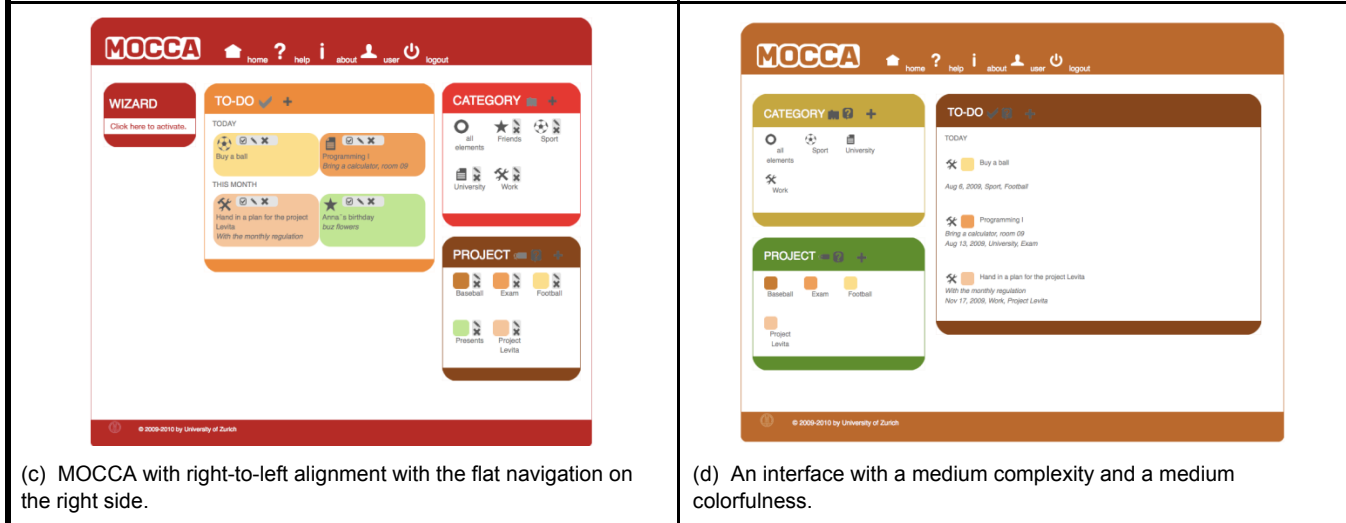 MOCCA home help about user logout
WIZARD
Click here to activate.
TO-DO
TODAY
Buy a ball
Programming I
Bring a calculator, room 09
THIS MONTH
Hand in a plan for the project
Levita
With the monthly regulation
Anna`s birthday
buz flowers
CATEGORY
all
elements
Friends
Sport
University
Work
PROJECT
Baseball
Exam
Football
Presents
Project
Levita
© 2009-2010 by University of Zurich
(c) MOCCA with right-to-left alignment with the flat navigation on
the right side.
MOCCA home help about user logout
CATEGORY
all
elements
Sport
University
Work
PROJECT
Baseball
Exam
Football
Project
Levita
TO-DO
TODAY
Buy a ball
Aug 6, 2009, Sport, Football
Programming I
Bring a calculator, room 09
Aug 13, 2009, University, Exam
Hand in a plan for the project Levita
With the monthly regulation
Nov 17, 2009, Work, Project Levita
© 2009-2010 by University of Zurich
(d) An interface with a medium complexity and a medium
colorfulness.